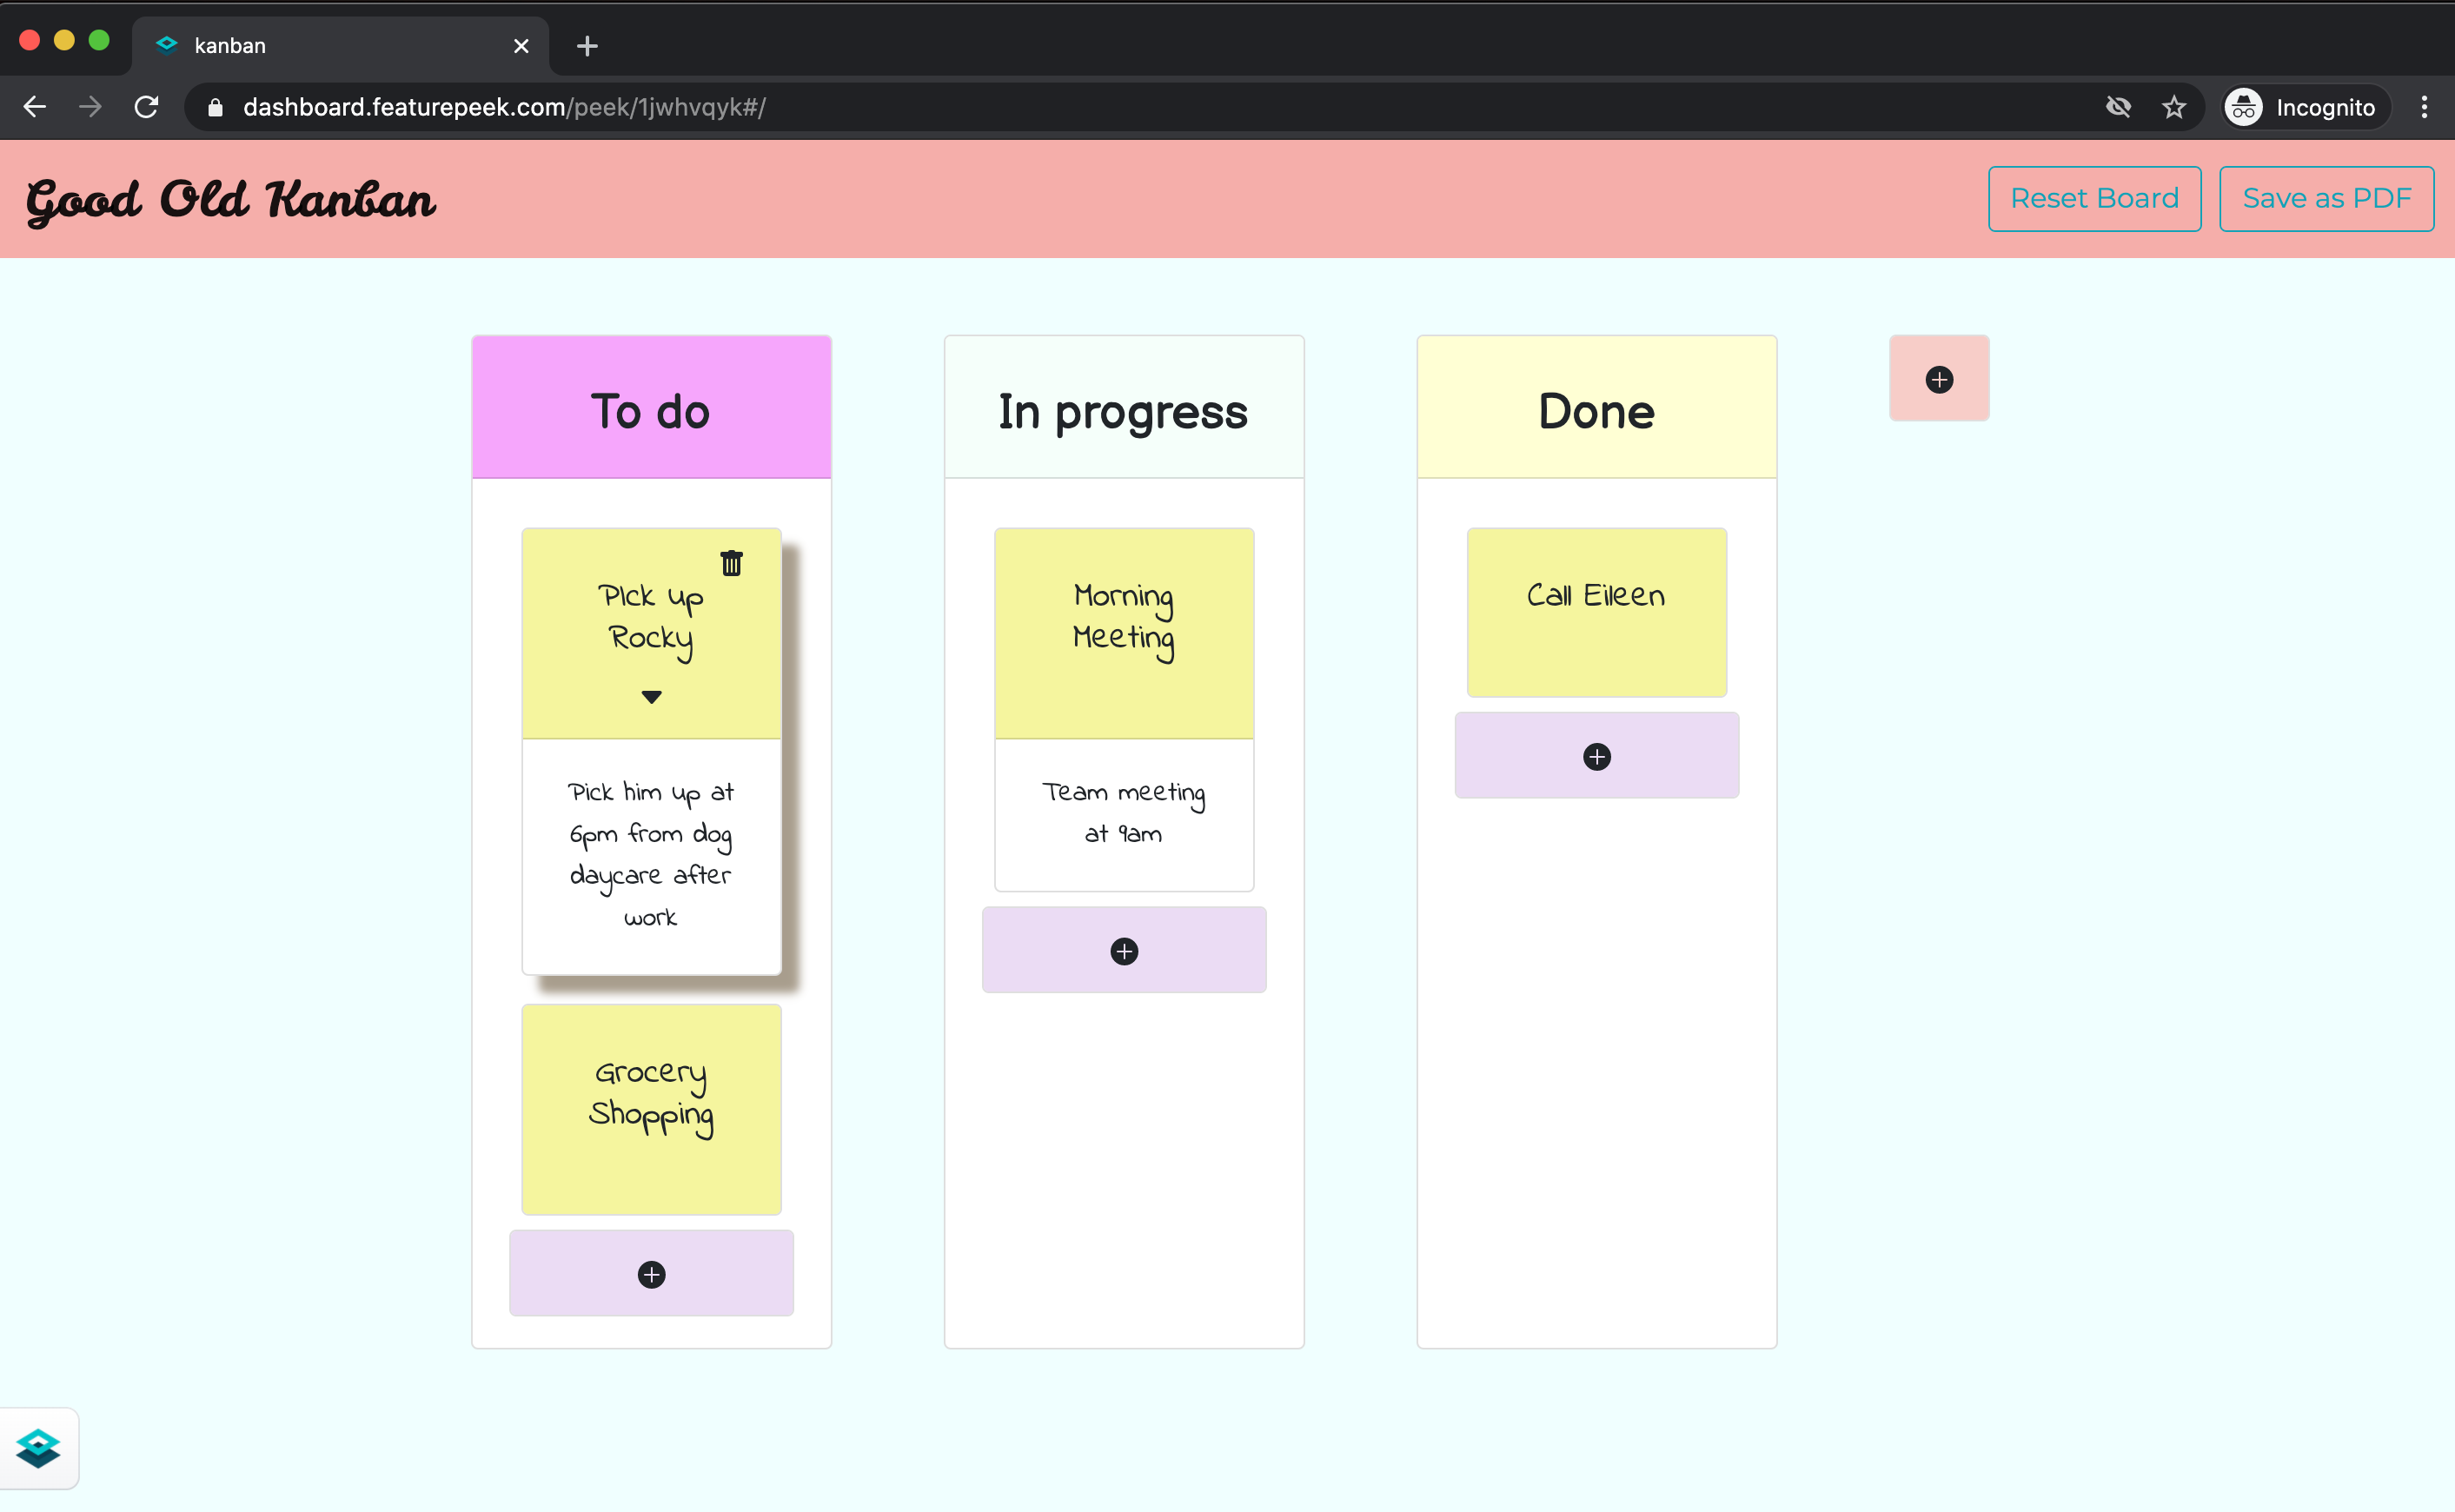 kanban
dashboard.featurepeek.com/peek/1jwhvqyk#/
Incognito
Good Old Kanban
Reset Board
Save as PDF
To do
PIck up
Rocky
Pick him up at
6pm from dog
daycare after
work
Grocery
Shopping
In progress
Morning
Meeting
Team meeting
at 9am
Done
Call Eileen